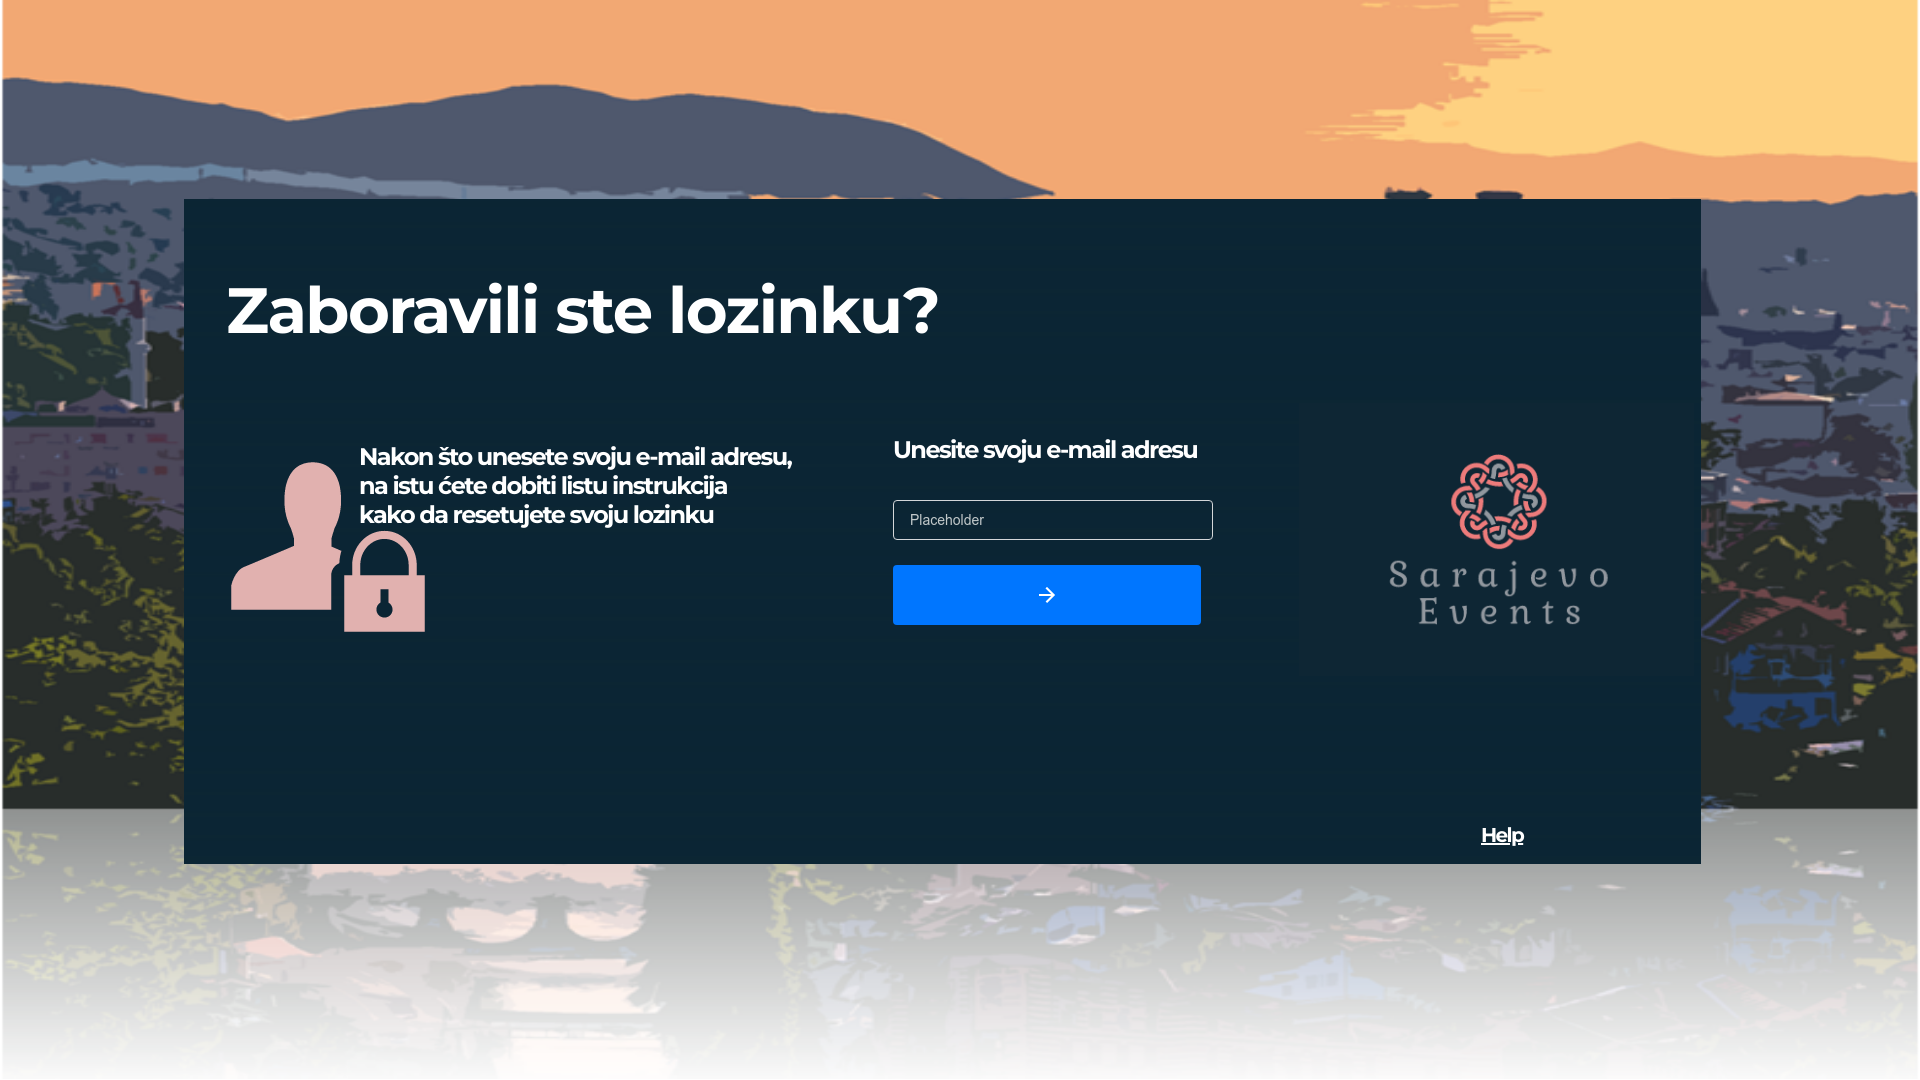 Zaboravili ste lozinku?
Nakon što unesete svoju e-mail adresu,
na istu ćete dobiti listu instrukcija
kako da resetujete svoju lozinku
Unesite svoju e-mail adresu
Placeholder
Sarajevo
Events
Help